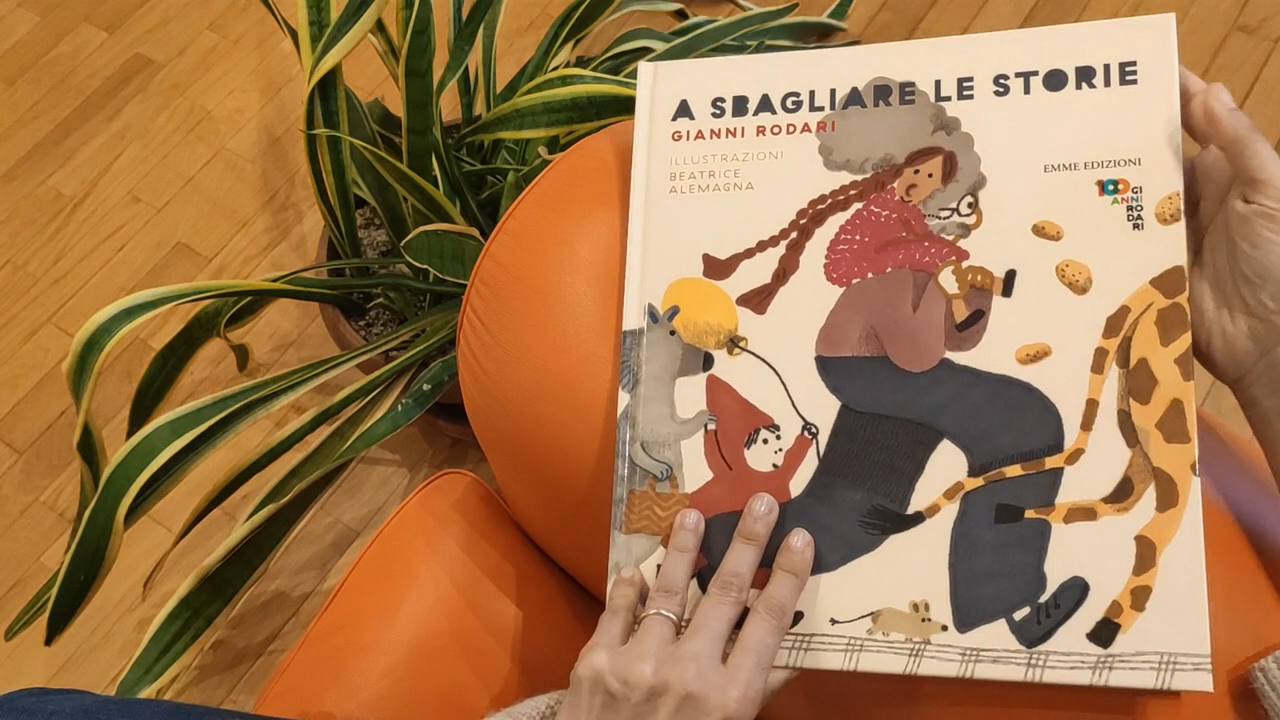 A SBAGLIARE LE STORIE
GIANNI RODARI
ILLUSTRAZIONI
BEATRICE
ALEMAGNA
EMME EDIZIONI
100 GI
ANNI
RO
DA
RI